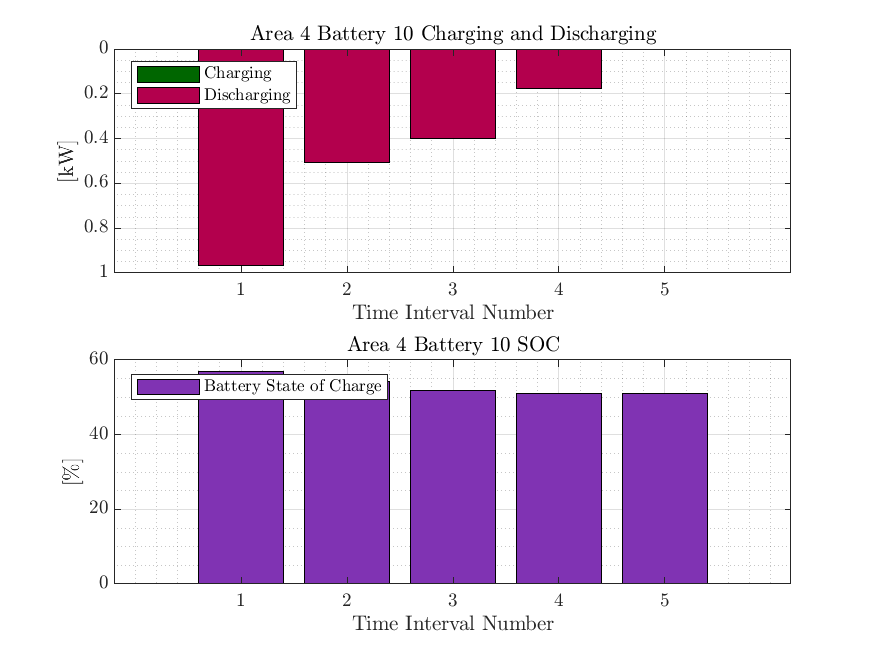 Area 4 Battery 10 Charging and Discharging
0
0.2
0.4
0.6
0.8
1
[kW]
Charging
Discharging
1 2 3 4 5
Time Interval Number
Area 4 Battery 10 SOC
60
40
20
0
[%]
Battery State of Charge
1 2 3 4 5
Time Interval Number